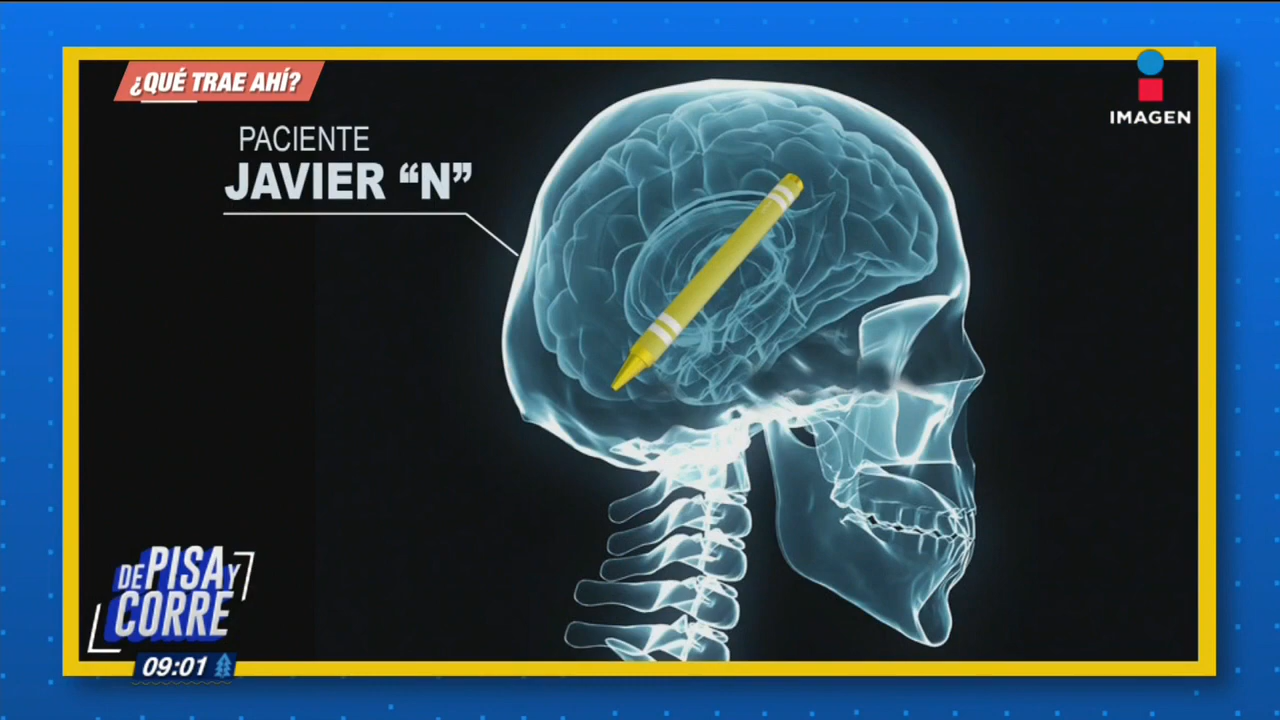 ¿QUÉ TRAE AHÍ?
IMAGEN
PACIENTE
JAVIER “N”
DE PISA Y
CORRE
09:01